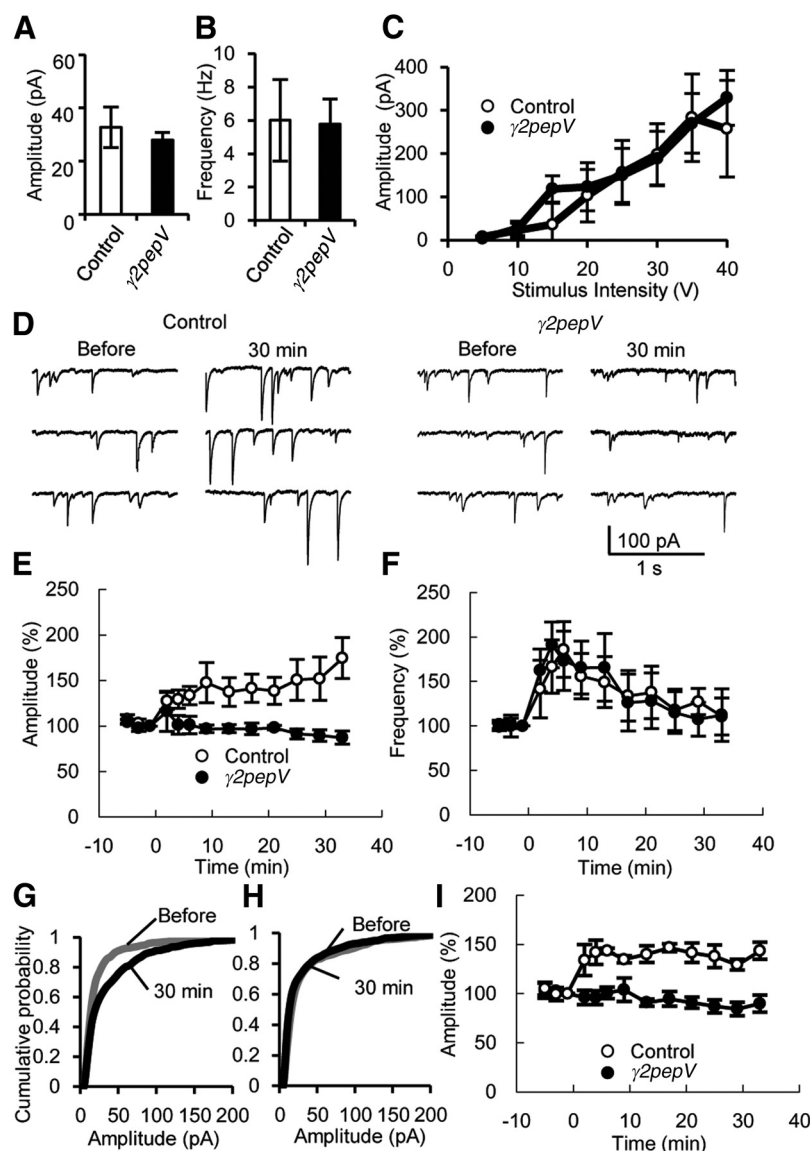 A
Amplitude (pA)
60
40
20
0
Control
γ2pepV
B
Frequency (Hz)
10
8
6
4
2
0
Control
γ2pepV
C
Amplitude (pA)
400
300
200
100
0
Control
γ2pepV
0 10 20 30 40
Stimulus Intensity (V)
D
Control
γ2pepV
Before
30 min
Before
30 min
100 pA
1 s
E
Amplitude (%)
250
200
150
100
50
0
Control
γ2pepV
-10 0 10 20 30 40
Time (min)
F
Frequency (%)
250
200
150
100
50
0
-10 0 10 20 30 40
Time (min)
G
Cumulative probability
1
0.8
0.6
0.4
0.2
0
Before
30 min
0 50 100 150 200
Amplitude (pA)
H
1
0.8
0.6
0.4
0.2
0
Before
30 min
0 50 100 150 200
Amplitude (pA)
I
Amplitude (%)
200
150
100
50
0
Control
γ2pepV
-10 0 10 20 30 40
Time (min)